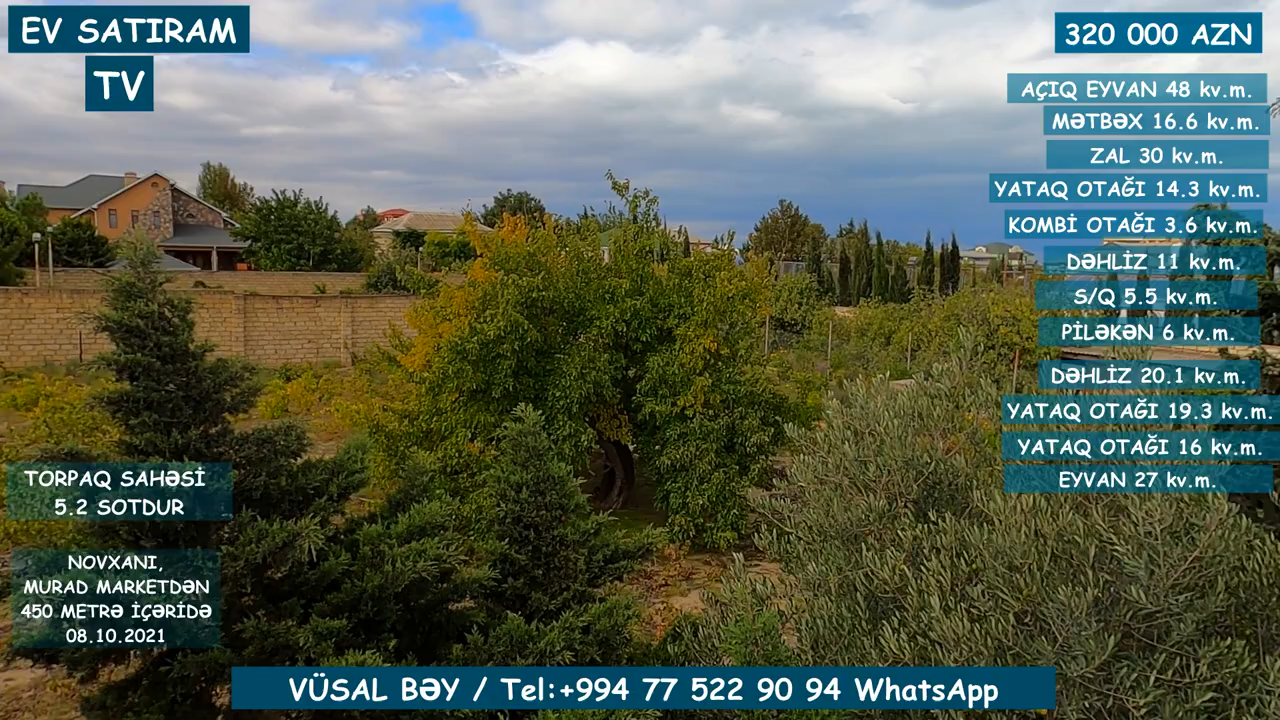 EV SATIRAM
TV
320 000 AZN
AÇIQ EYVAN 48 kv.m.
MƏTBƏX 16.6 kv.m.
ZAL 30 kv.m.
YATAQ OTAĞI 14.3 kv.m.
KOMBİ OTAĞI 3.6 kv.m.
DƏHLİZ 11 kv.m.
S/Q 5.5 kv.m.
PİLƏKƏN 6 kv.m.
DƏHLİZ 20.1 kv.m.
YATAQ OTAĞI 19.3 kv.m.
YATAQ OTAĞI 16 kv.m.
EYVAN 27 kv.m.
TORPAQ SAHƏSİ
5.2 SOTDUR
NOVXANI,
MURAD MARKETDƏN
450 METRƏ İÇƏRİDƏ
08.10.2021
VÜSAL BƏY / Tel:+994 77 522 90 94 WhatsApp